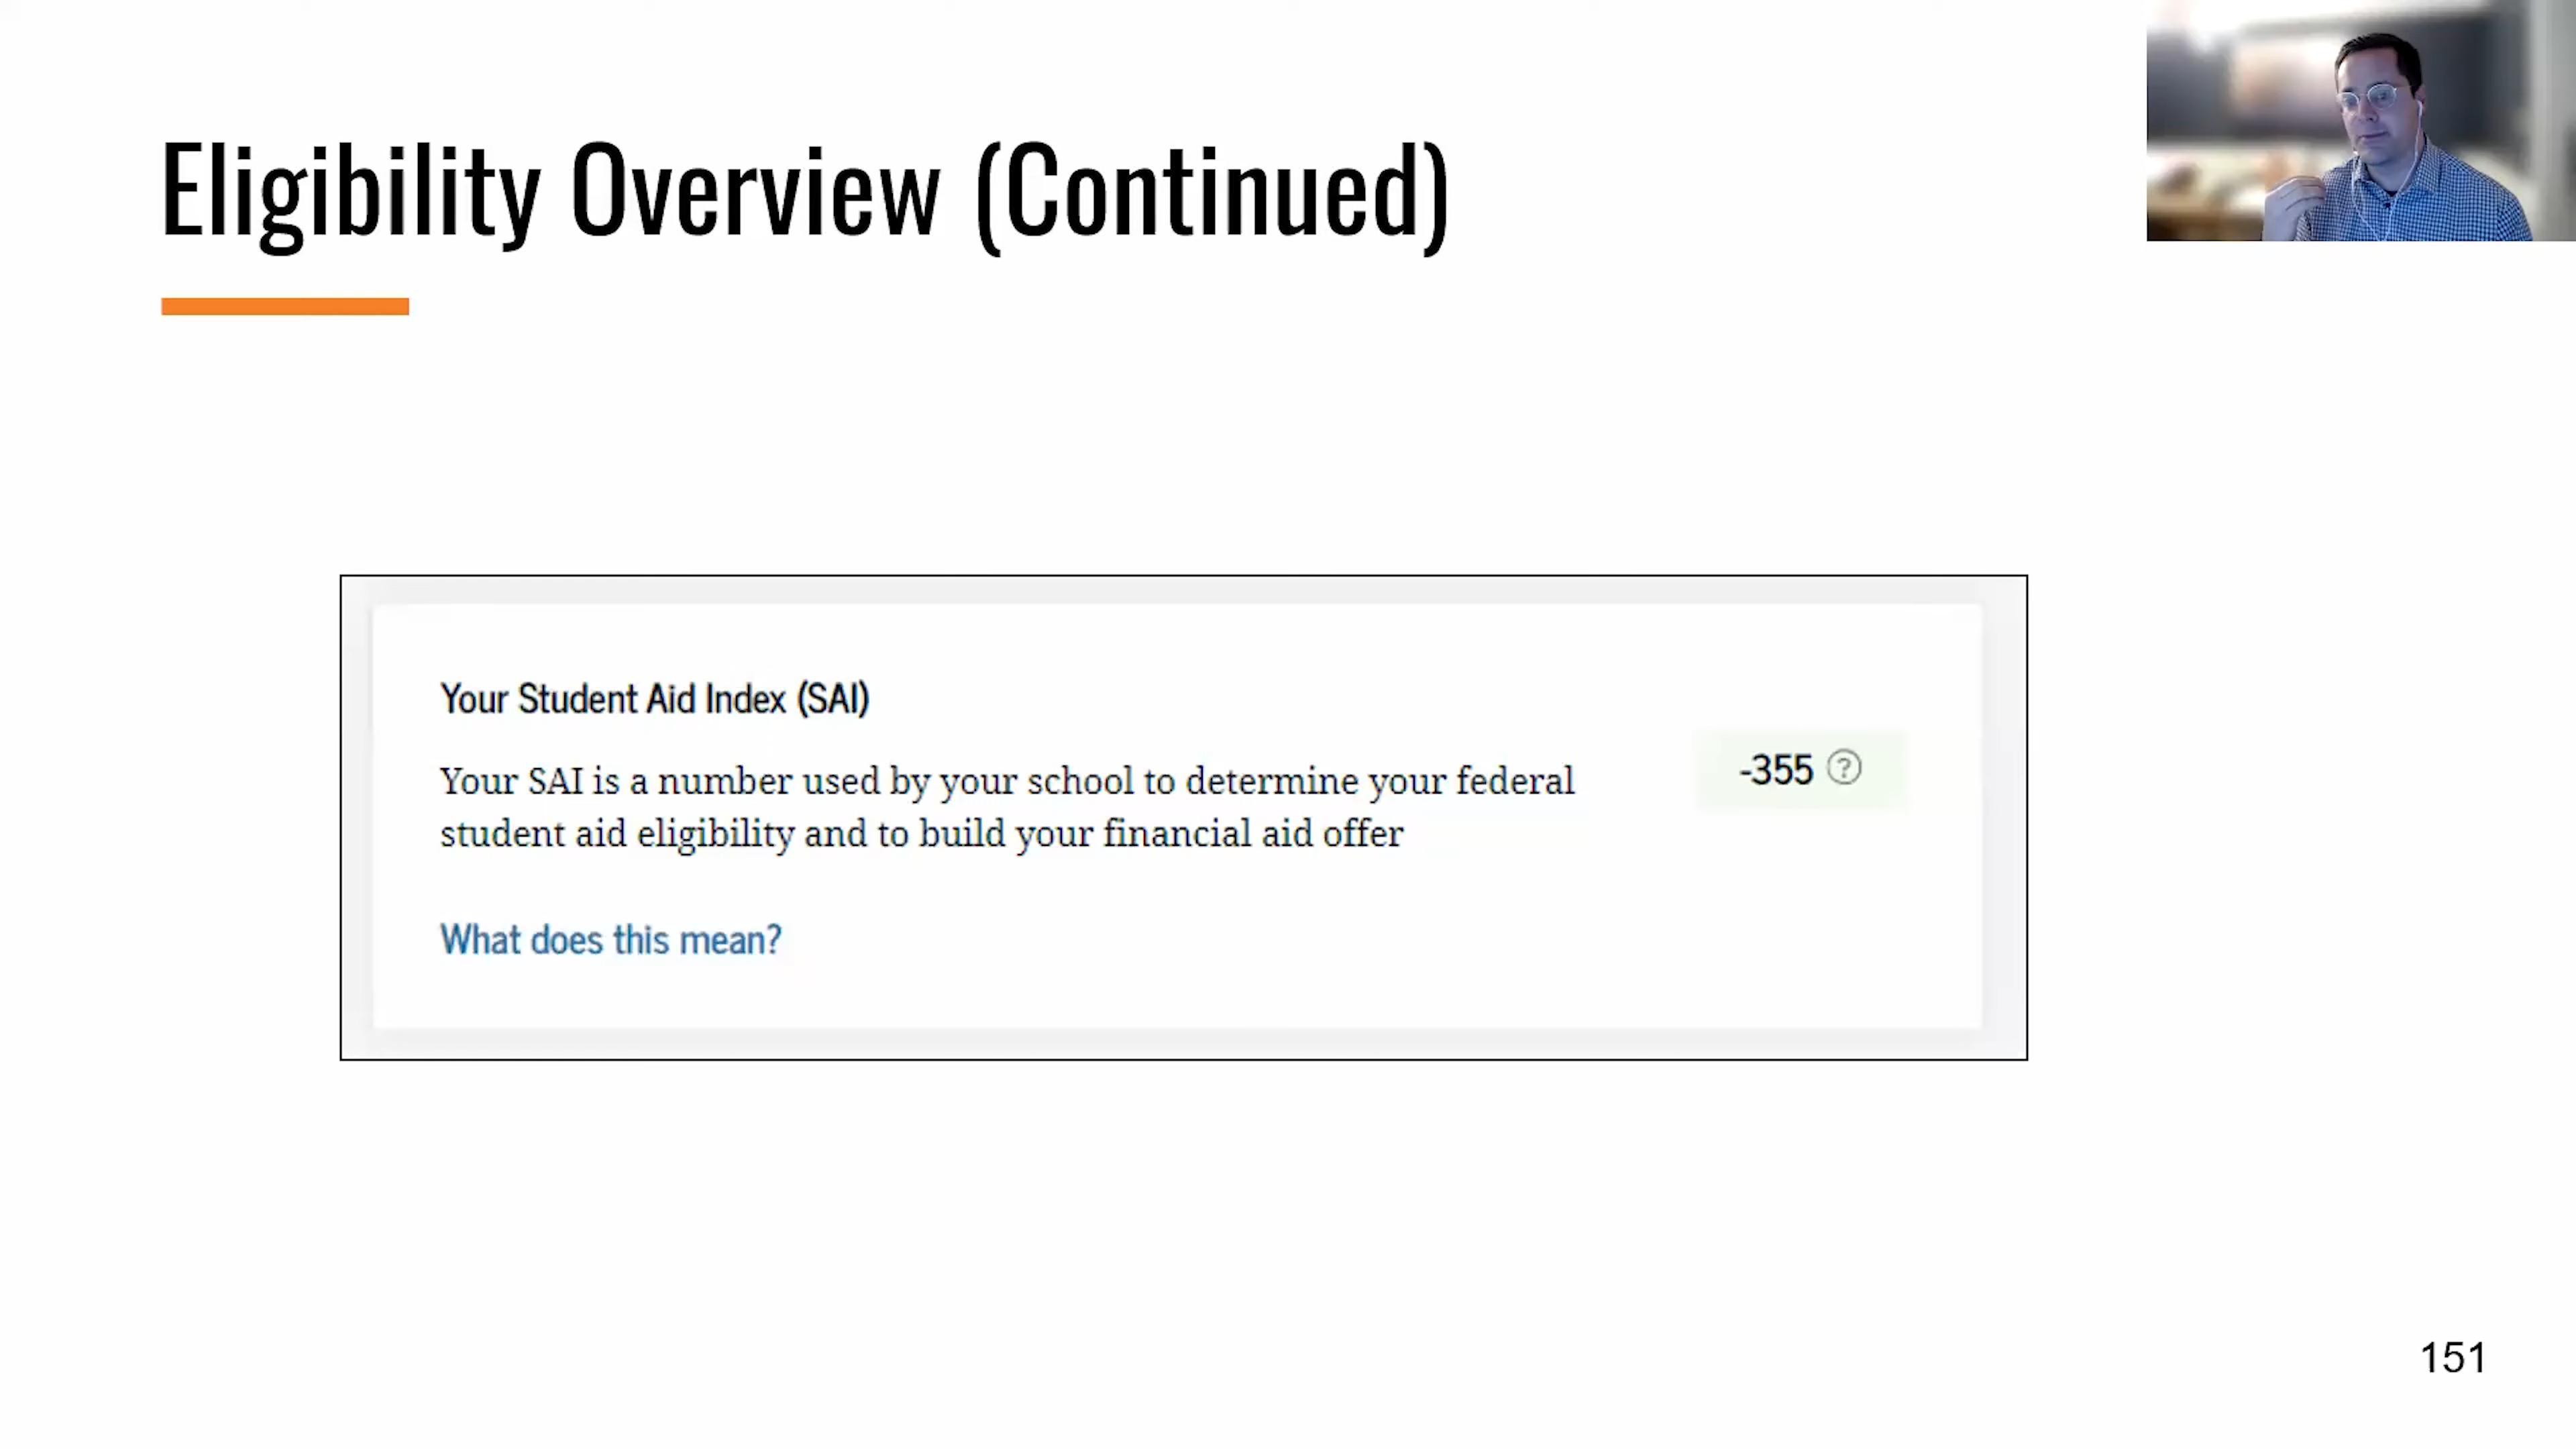 Eligibility Overview (Continued)
Your Student Aid Index (SAI)
Your SAI is a number used by your school to determine your federal
student aid eligibility and to build your financial aid offer
-355 ?
What does this mean?
151